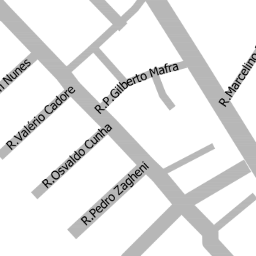 Nunes
R.Valério Cadore
R.P.Gilberto Mafra
R.Marcelino
R.Osvaldo Cunha
R.Pedro Zagheni